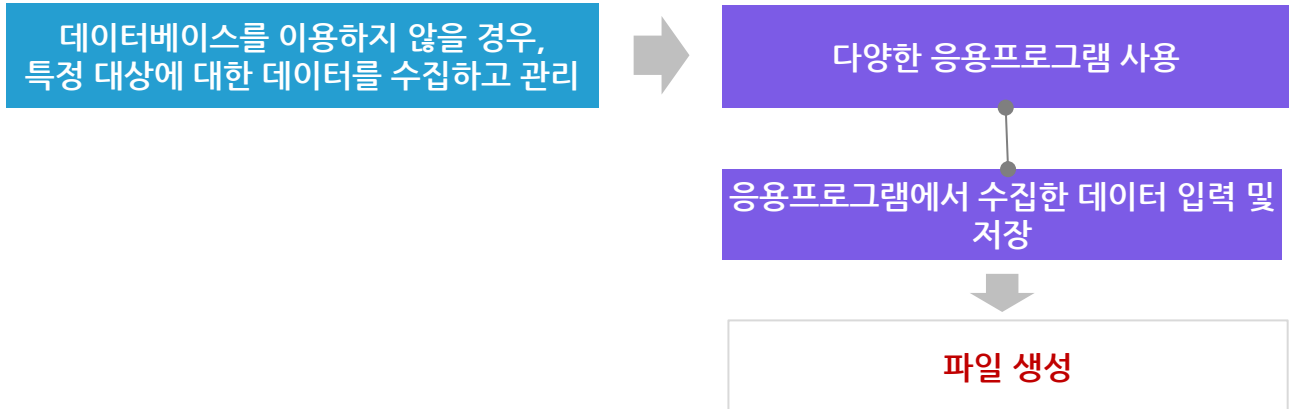 데이터베이스를 이용하지 않을 경우,
특정 대상에 대한 데이터를 수집하고 관리
다양한 응용프로그램 사용
응용프로그램에서 수집한 데이터 입력 및
저장
파일 생성